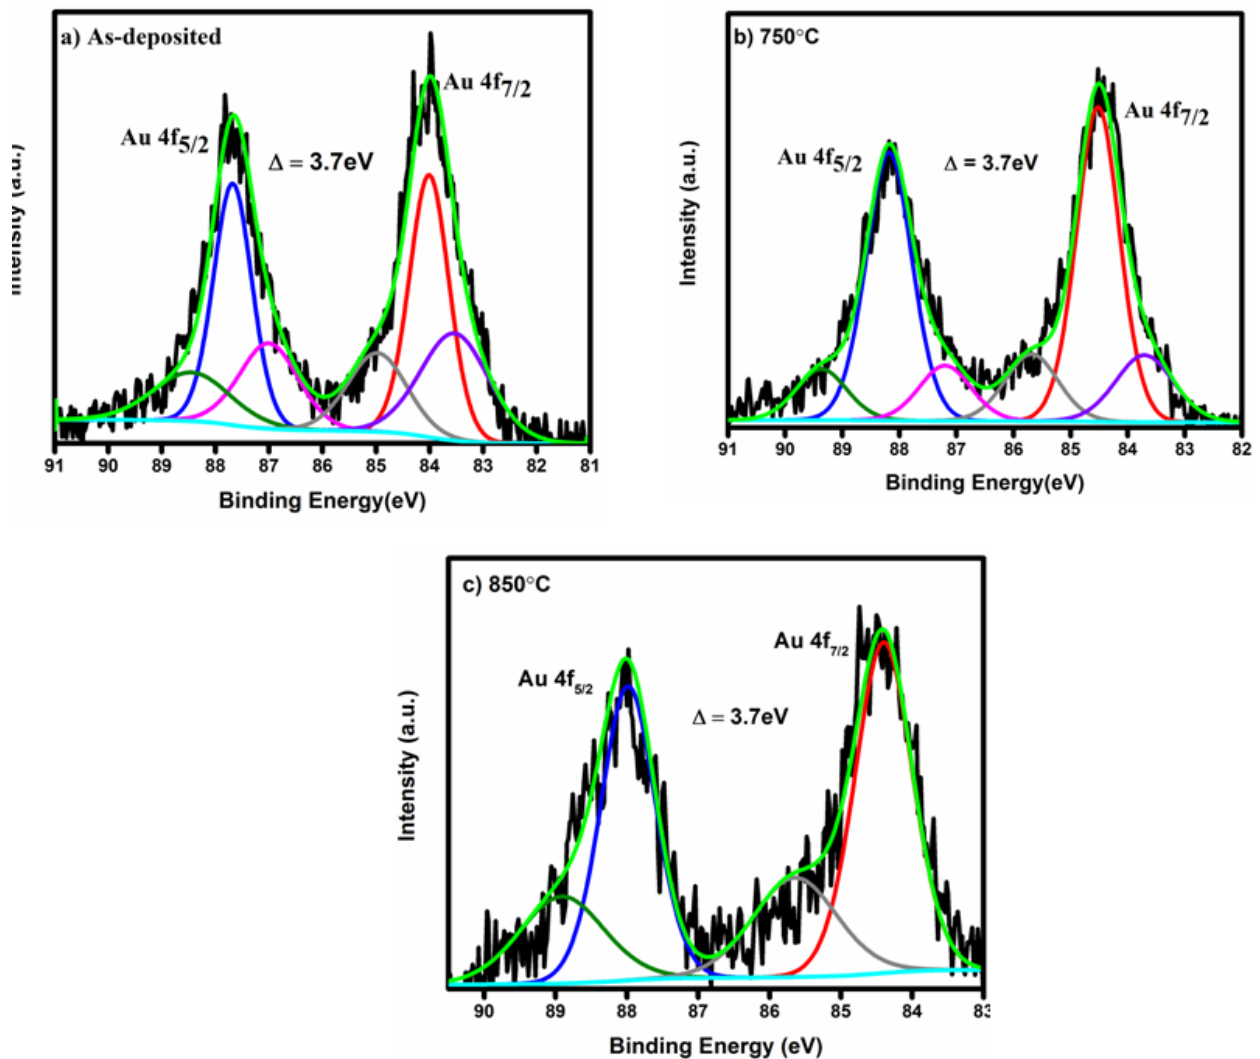 a) As-deposited
Au 4f7/2
Au 4f5/2
Δ = 3.7eV
Intensity (a.u.)
91 90 89 88 87 86 85 84 83 82 81
Binding Energy(eV)
b) 750°C
Au 4f7/2
Au 4f5/2
Δ = 3.7eV
Intensity (a.u.)
91 90 89 88 87 86 85 84 83 82
Binding Energy(eV)
c) 850°C
Au 4f7/2
Au 4f5/2
Δ = 3.7eV
Intensity (a.u.)
90 89 88 87 86 85 84 83
Binding Energy (eV)